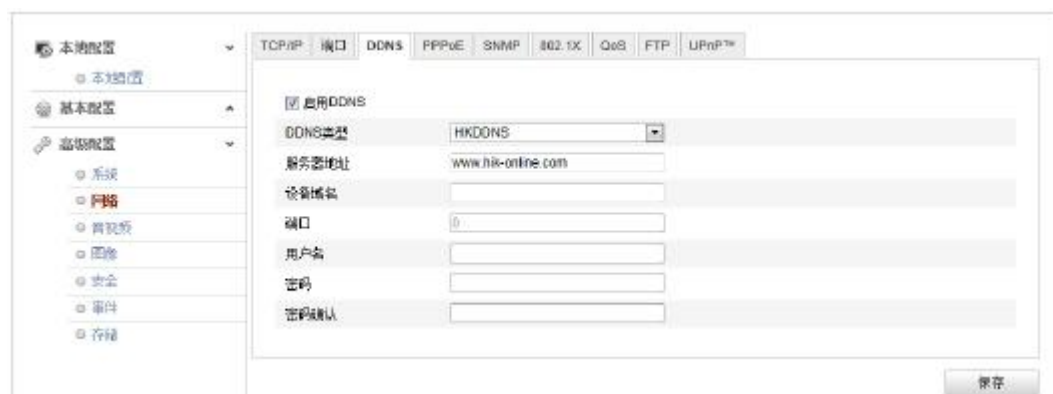 本地配置
本地配置
基本配置
高级配置
系统
网络
音视频
图像
安全
事件
存储
TCP/IP 端口 DDNS PPPoE SNMP 802.1X QoS FTP UPnP™
启用DDNS
DDNS类型 HKDDNS
服务器地址 www.hik-online.com
设备域名
端口 0
用户名
密码
密码确认
保存